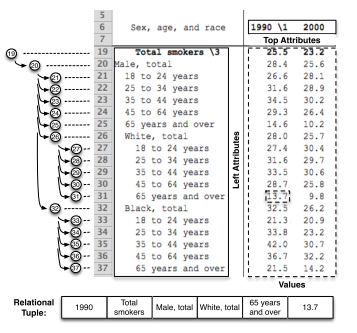 5
6 Sex, age, and race 1990 \1 2000
7 Top Attributes
19 19 Total smokers \3 25.5 23.2
20 20 Male, total 28.4 25.6
21 21 18 to 24 years 26.6 28.1
22 22 25 to 34 years 31.6 28.9
23 23 35 to 44 years 34.5 30.2
24 24 45 to 64 years 29.3 26.4
25 25 65 years and over 14.6 10.2
26 26 White, total 28.0 25.7
27 27 18 to 24 years 27.4 30.4
28 28 25 to 34 years 31.6 29.7
29 29 35 to 44 years 33.5 30.6
30 30 45 to 64 years 28.7 25.8
31 31 65 years and over 13.7 9.8
32 32 Black, total 32.5 26.2
33 33 18 to 24 years 21.3 20.9
34 34 25 to 34 years 33.8 23.2
35 35 35 to 44 years 42.0 30.7
36 36 45 to 64 years 36.7 32.2
37 37 65 years and over 21.5 14.2
Left Attributes
Values
Relational Tuple: 1990 Total smokers Male, total White, total 65 years and over 13.7